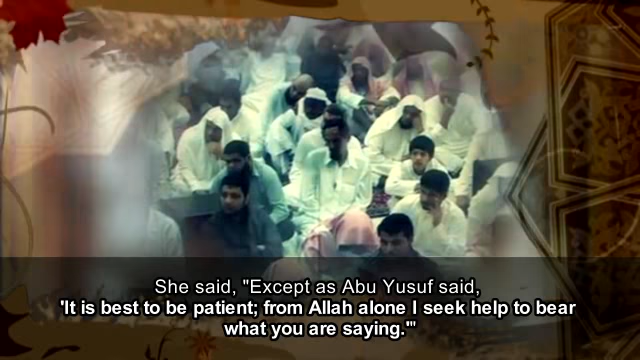 She said, "Except as Abu Yusuf said,
'It is best to be patient; from Allah alone I seek help to bear
what you are saying.'"